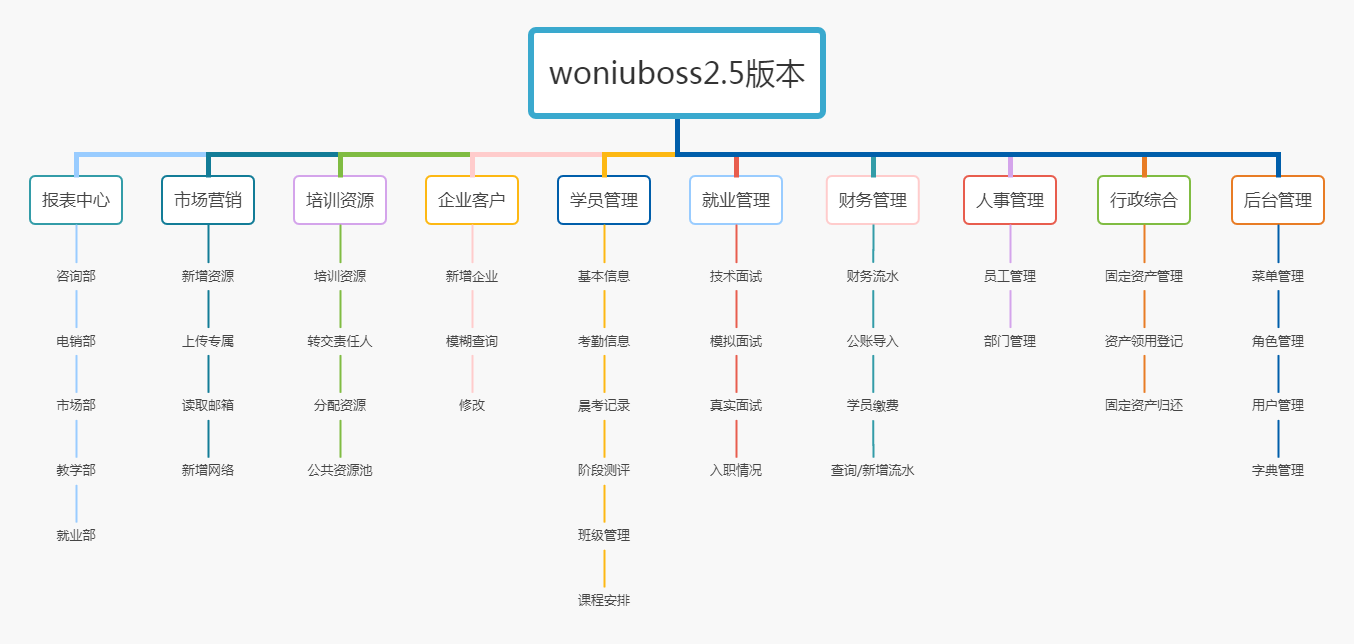 woniuboss2.5版本
报表中心
市场营销
培训资源
企业客户
学员管理
就业管理
财务管理
人事管理
行政综合
后台管理
咨询部
新增资源
培训资源
新增企业
基本信息
技术面试
财务流水
员工管理
固定资产管理
菜单管理
电销部
上传专属
转交责任人
模糊查询
考勤信息
模拟面试
公账导入
部门管理
资产领用登记
角色管理
市场部
读取邮箱
分配资源
修改
晨考记录
真实面试
学员缴费
固定资产归还
用户管理
教学部
新增网络
公共资源池
阶段测评
入职情况
查询/新增流水
字典管理
就业部
班级管理
课程安排